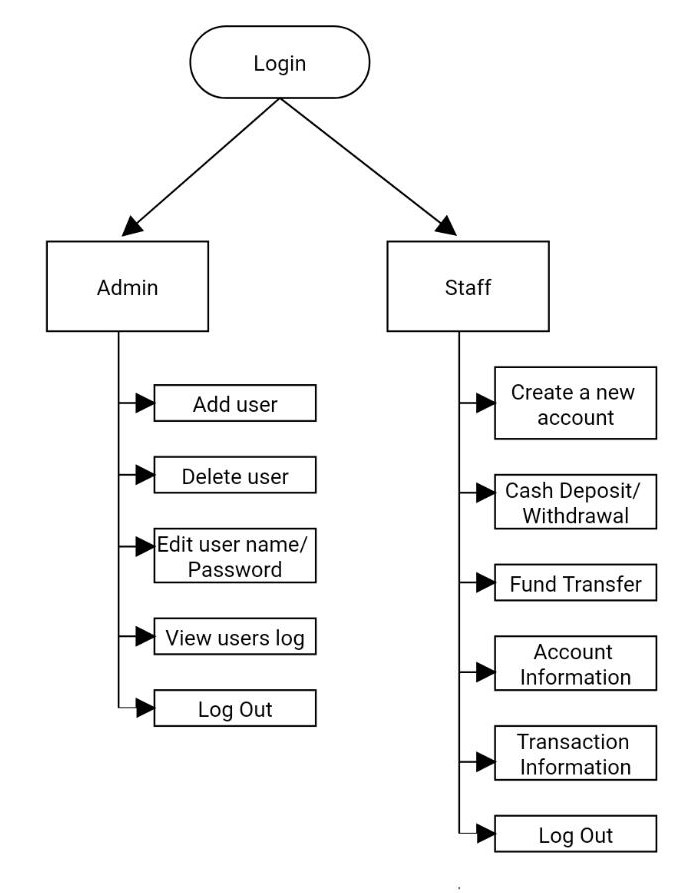 Login
Admin
Add user
Delete user
Edit user name/
Password
View users log
Log Out
Staff
Create a new
account
Cash Deposit/
Withdrawal
Fund Transfer
Account
Information
Transaction
Information
Log Out